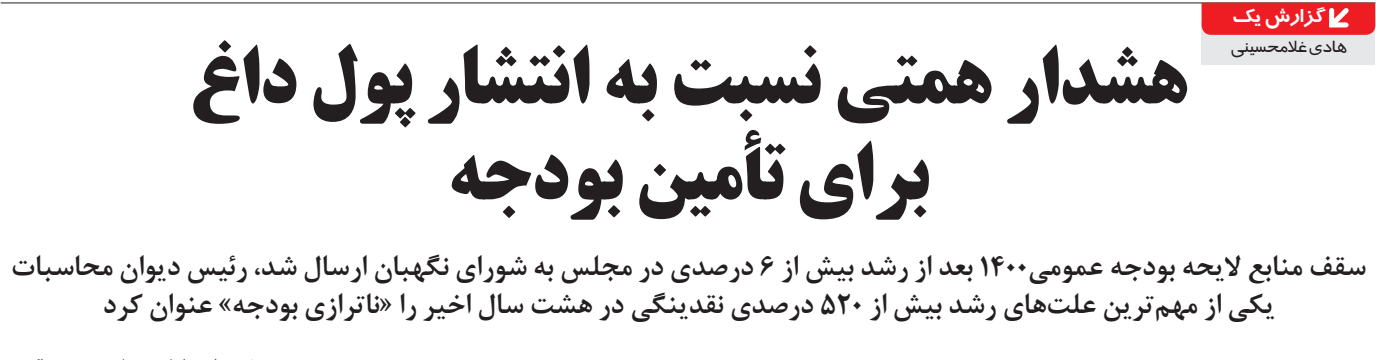 گزارش یک
هادی غلامحسینی
هشدار همتی نسبت به انتشار پول داغ
برای تأمین بودجه
سقف منابع لایحه بودجه عمومی۱۴۰۰ بعد از رشد بیش از ۶ درصدی در مجلس به شورای نگهبان ارسال شد، رئیس دیوان محاسبات
یکی از مهم‌ترین علت‌های رشد بیش از ۵۲۰ درصدی نقدینگی در هشت سال اخیر را «ناترازی بودجه» عنوان کرد